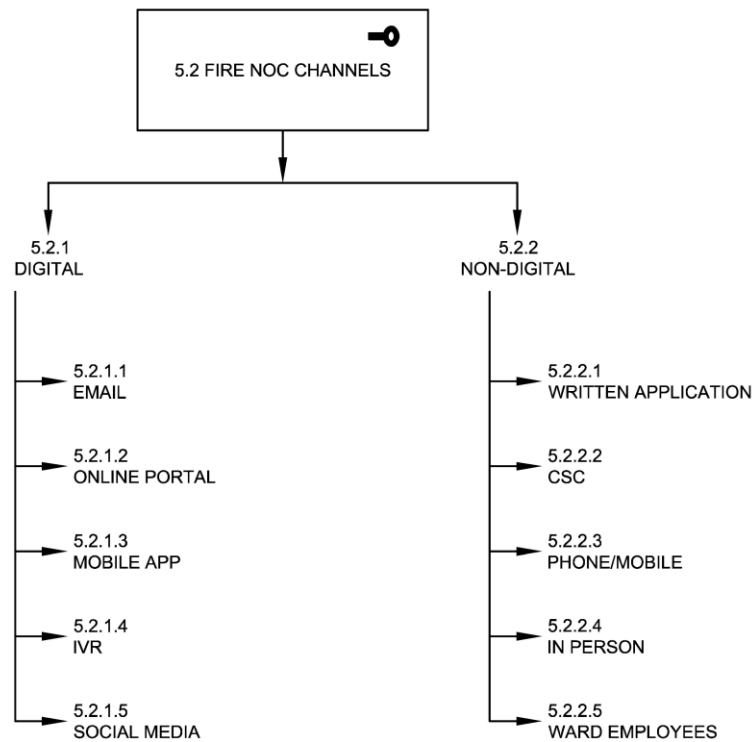 5.2 FIRE NOC CHANNELS
5.2.1
DIGITAL
5.2.1.1
EMAIL
5.2.1.2
ONLINE PORTAL
5.2.1.3
MOBILE APP
5.2.1.4
IVR
5.2.1.5
SOCIAL MEDIA
5.2.2
NON-DIGITAL
5.2.2.1
WRITTEN APPLICATION
5.2.2.2
CSC
5.2.2.3
PHONE/MOBILE
5.2.2.4
IN PERSON
5.2.2.5
WARD EMPLOYEES